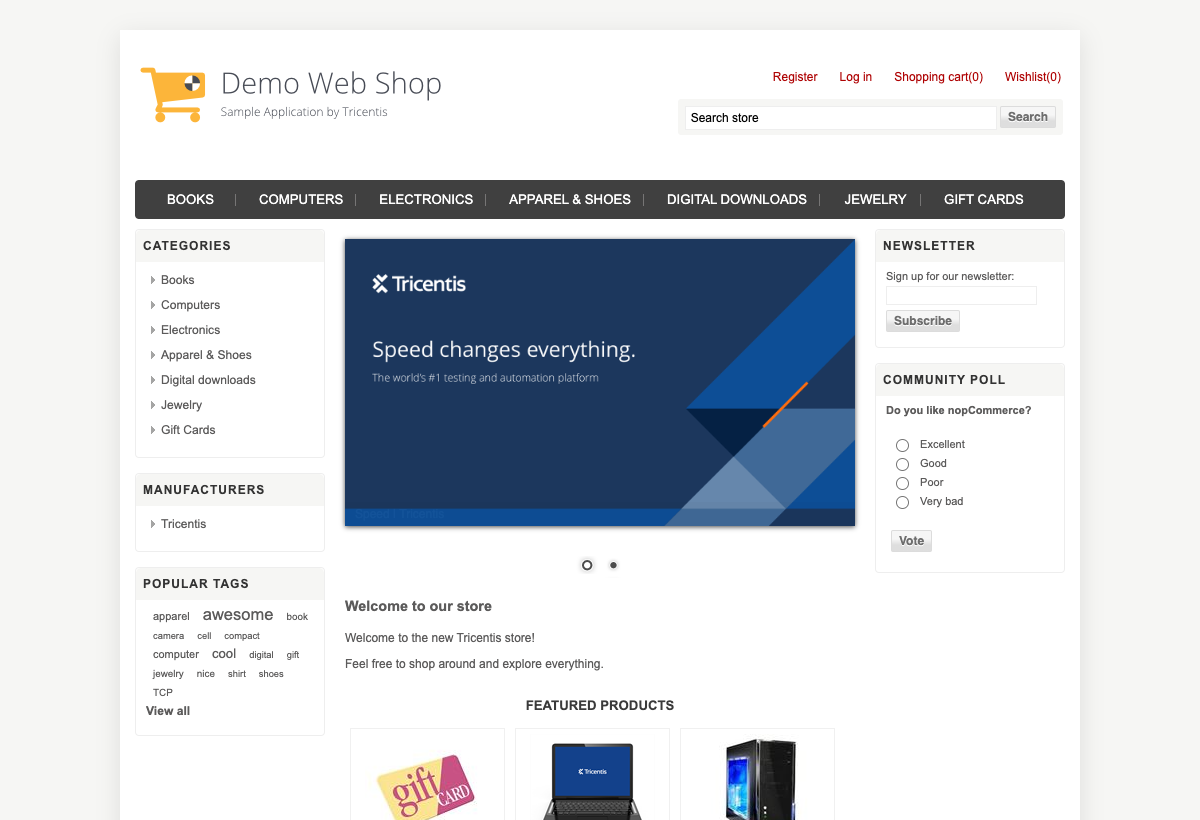 Demo Web Shop
Sample Application by Tricentis
Register Log in Shopping cart(0) Wishlist(0)
Search store Search
BOOKS COMPUTERS ELECTRONICS APPAREL & SHOES DIGITAL DOWNLOADS JEWELRY GIFT CARDS
CATEGORIES
Books
Computers
Electronics
Apparel & Shoes
Digital downloads
Jewelry
Gift Cards
MANUFACTURERS
Tricentis
POPULAR TAGS
apparel awesome book
camera cell compact
computer cool digital gift
jewelry nice shirt shoes
TCP
View all
Tricentis
Speed changes everything.
The world's #1 testing and automation platform
Welcome to our store
Welcome to the new Tricentis store!
Feel free to shop around and explore everything.
FEATURED PRODUCTS
gift CARD
Tricentis
NEWSLETTER
Sign up for our newsletter:
Subscribe
COMMUNITY POLL
Do you like nopCommerce?
Excellent
Good
Poor
Very bad
Vote